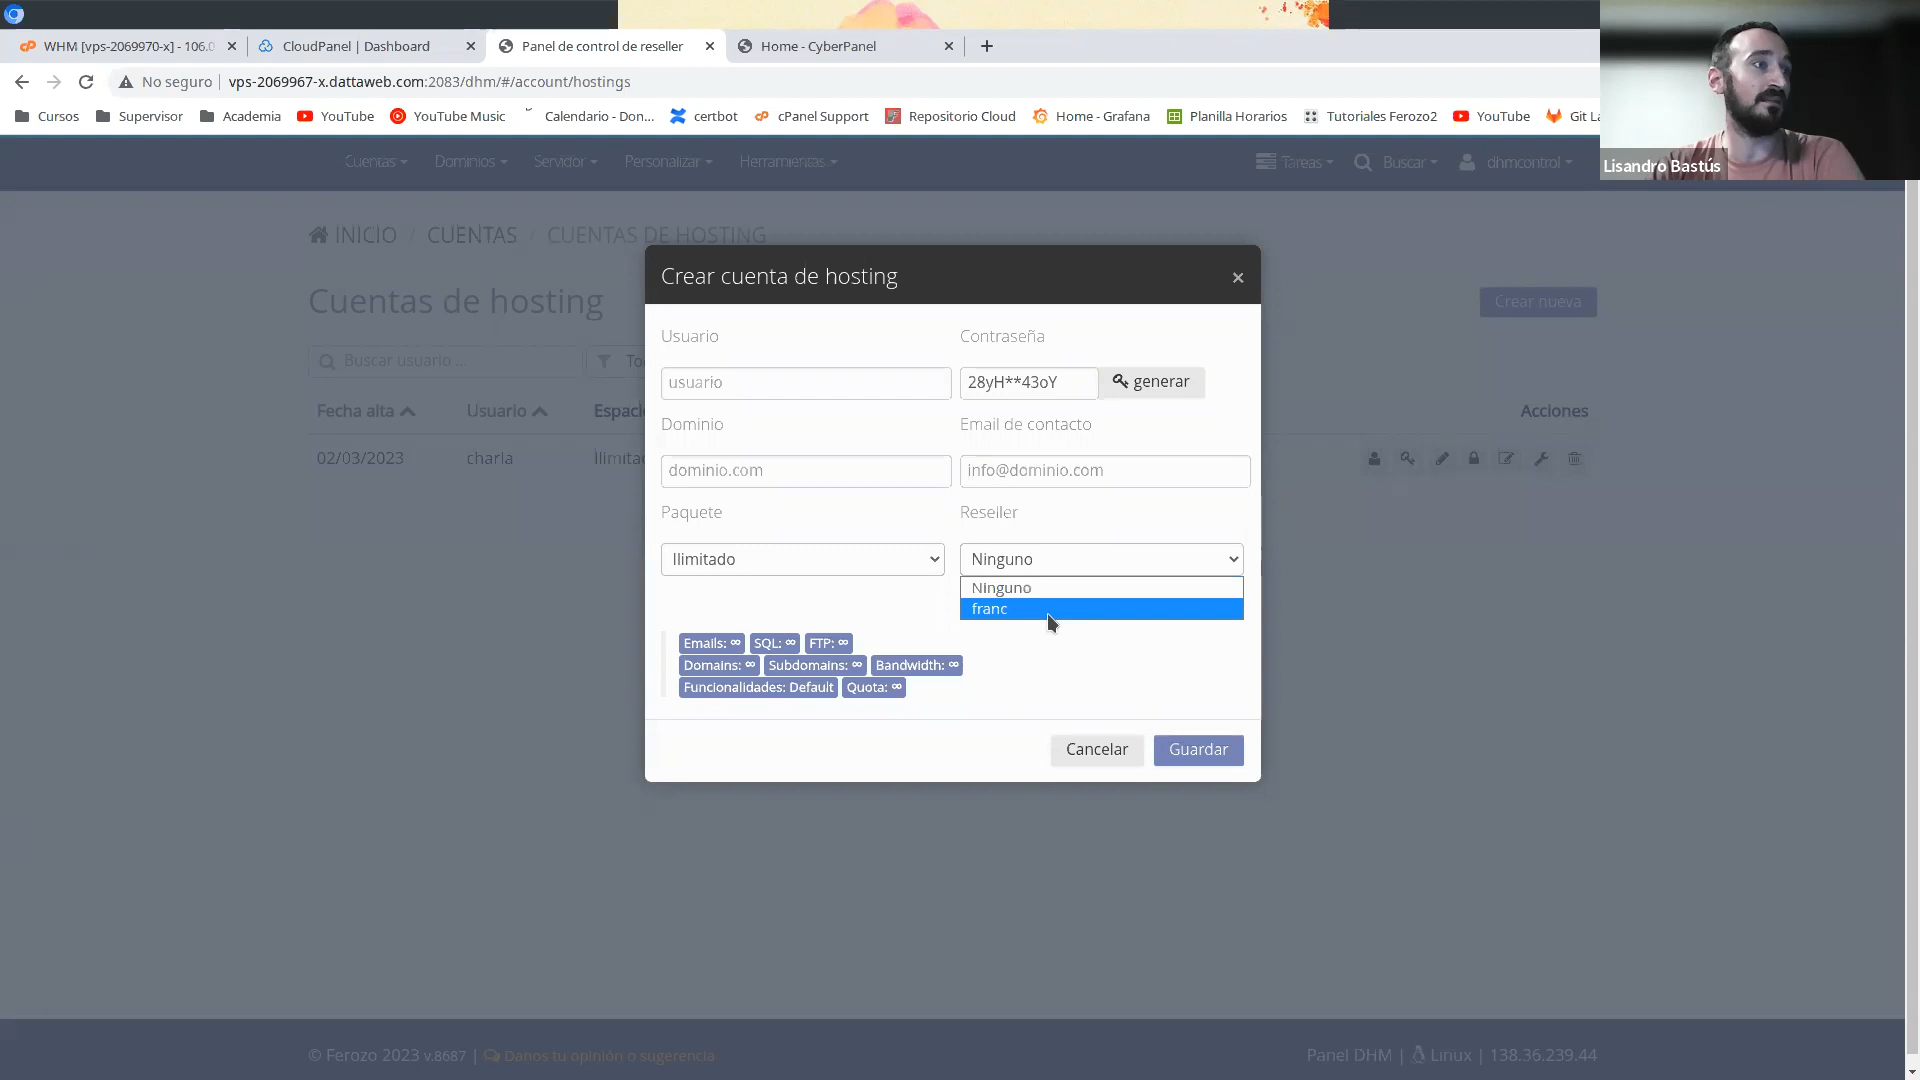 WHM [vps-2069970-x] - 106.0
CloudPanel | Dashboard
Panel de control de reseller
Home - CyberPanel
No seguro
vps-2069967-x.dattaweb.com:2083/dhm/#/account/hostings
Cursos
Supervisor
Academia
YouTube
YouTube Music
Calendario - Don...
certbot
cPanel Support
Repositorio Cloud
Home - Grafana
Planilla Horarios
Tutoriales Ferozo2
YouTube
Git La
Lisandro Bastús
Cuentas
Dominios
Servidor
Personalizar
Herramientas
Tareas
Buscar
dhmcontrol
INICIO / CUENTAS / CUENTAS DE HOSTING
Cuentas de hosting
Crear nueva
Buscar usuario ...
To
Fecha alta
Usuario
Espaci
Acciones
02/03/2023
charla
Ilimita
Crear cuenta de hosting
×
Usuario
Contraseña
usuario
28yH**43oY
generar
Dominio
Email de contacto
dominio.com
info@dominio.com
Paquete
Reseller
Ilimitado
Ninguno
Ninguno
franc
Emails: ∞ SQL: ∞ FTP: ∞
Domains: ∞ Subdomains: ∞ Bandwidth: ∞
Funcionalidades: Default Quota: ∞
Cancelar
Guardar
© Ferozo 2023 v.8687 | Danos tu opinión o sugerencia
Panel DHM | Linux | 138.36.239.44